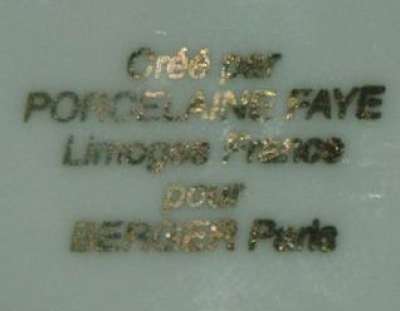 Créé par
PORCELAINE FAYE
Limoges France
pour
BERGER Paris